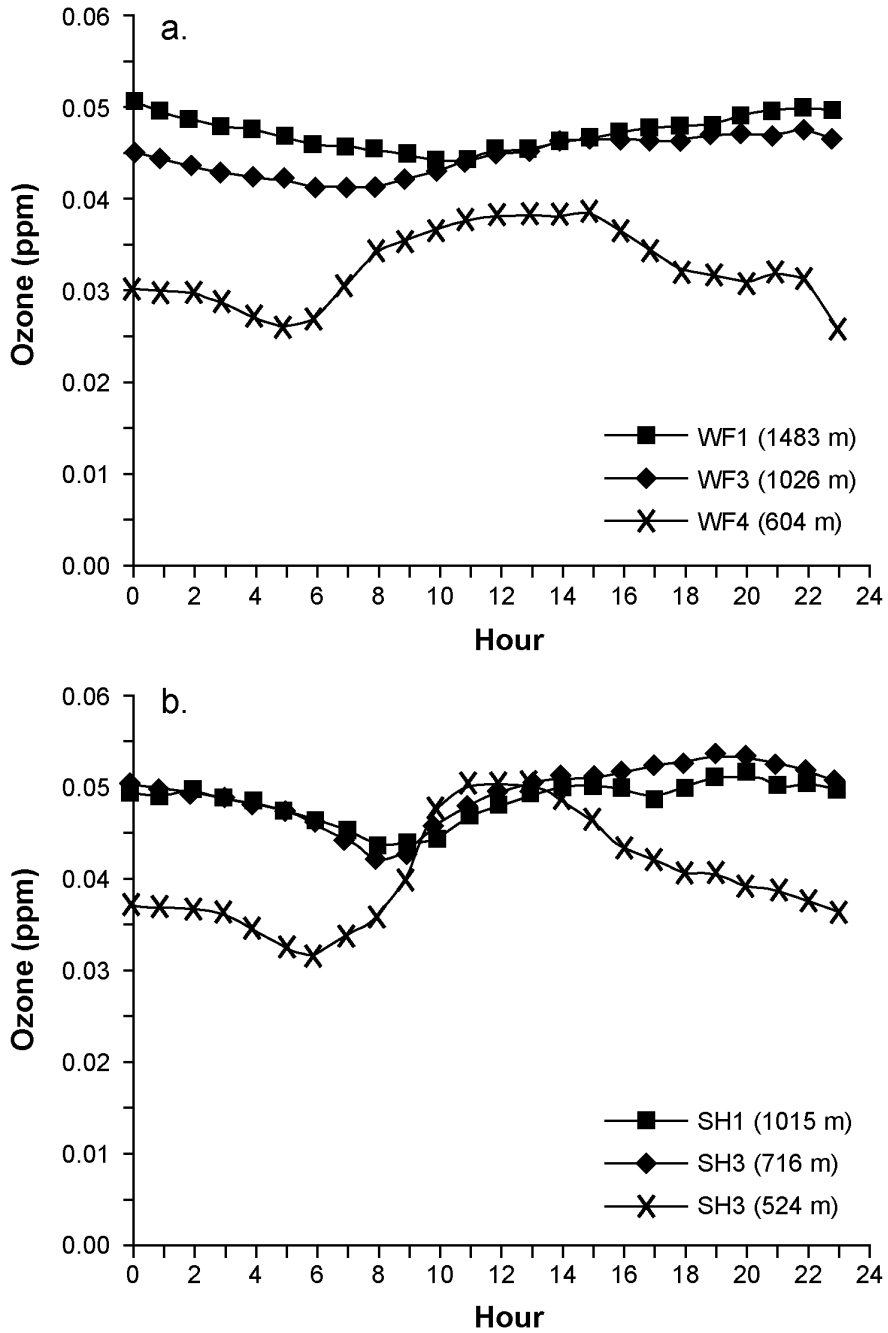 a.
0.06
0.05
0.04
0.03
0.02
0.01
0.00
Ozone (ppm)
WF1 (1483 m)
WF3 (1026 m)
WF4 (604 m)
0 2 4 6 8 10 12 14 16 18 20 22 24
Hour
b.
0.06
0.05
0.04
0.03
0.02
0.01
0.00
Ozone (ppm)
SH1 (1015 m)
SH3 (716 m)
SH3 (524 m)
0 2 4 6 8 10 12 14 16 18 20 22 24
Hour